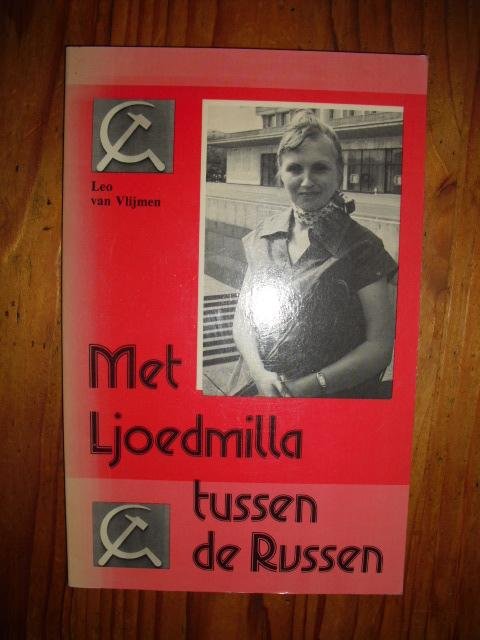 Leo
van Vlijmen
Met
Ljoedmilla
tussen
de Russen